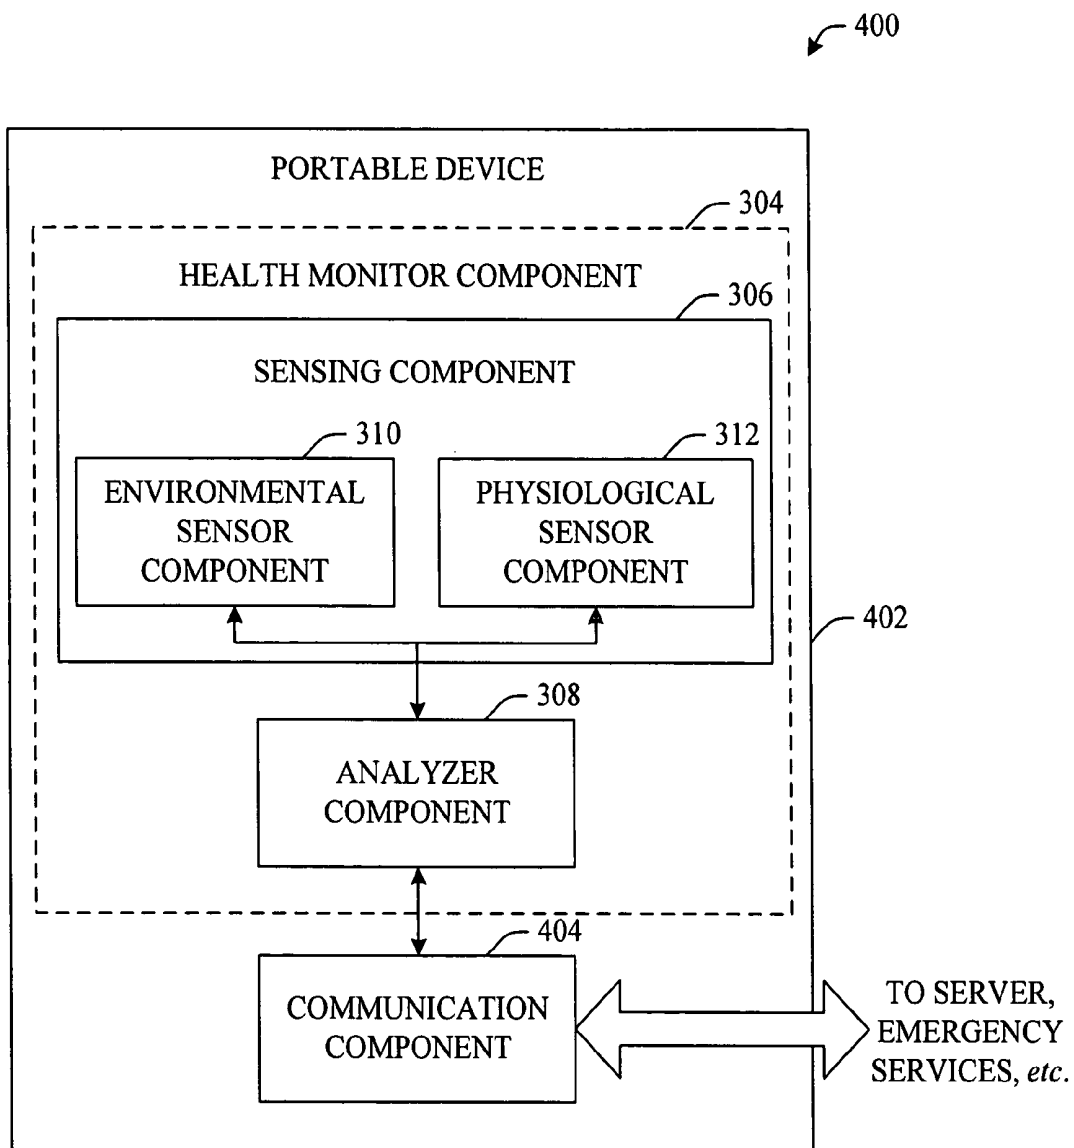 400
PORTABLE DEVICE
304
HEALTH MONITOR COMPONENT
306
SENSING COMPONENT
310
312
ENVIRONMENTAL
SENSOR
COMPONENT
PHYSIOLOGICAL
SENSOR
COMPONENT
402
308
ANALYZER
COMPONENT
404
COMMUNICATION
COMPONENT
TO SERVER,
EMERGENCY
SERVICES, etc.